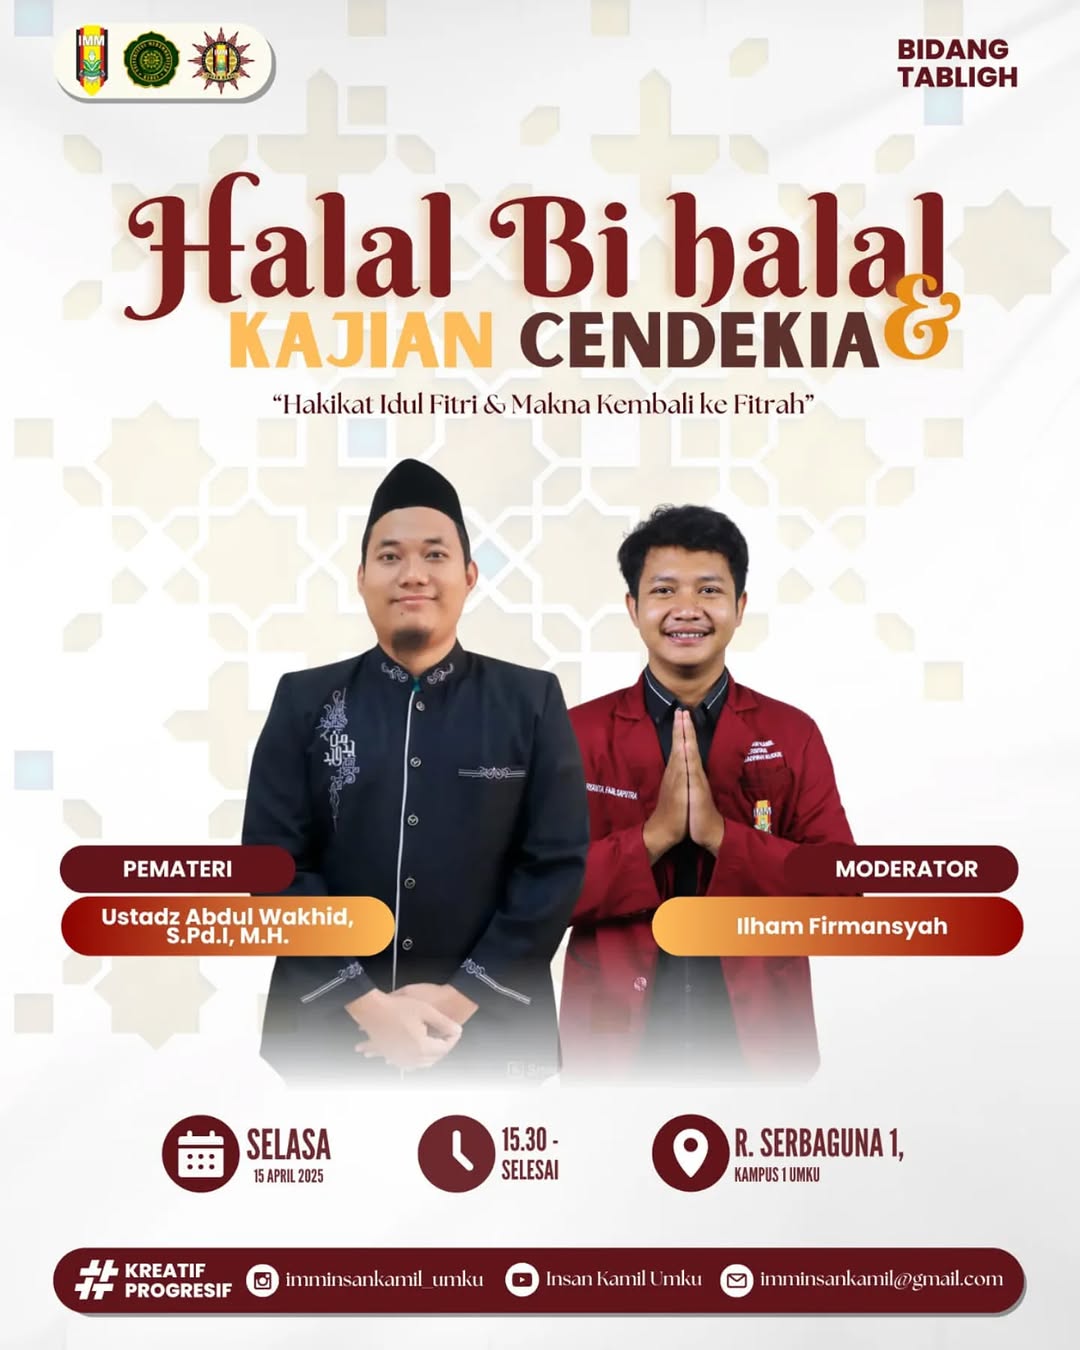 IMM
BIDANG
TABLIGH
Halal Bi halal
&
KAJIAN CENDEKIA
“Hakikat Idul Fitri & Makna Kembali ke Fitrah”
PEMATERI
Ustadz Abdul Wakhid,
S.Pd.I, M.H.
MODERATOR
Ilham Firmansyah
SELASA
15 APRIL 2025
15.30 -
SELESAI
R. SERBAGUNA 1,
KAMPUS 1 UMKU
# KREATIF
PROGRESIF
imminsankamil_umku
Insan Kamil Umku
imminsankamil@gmail.com